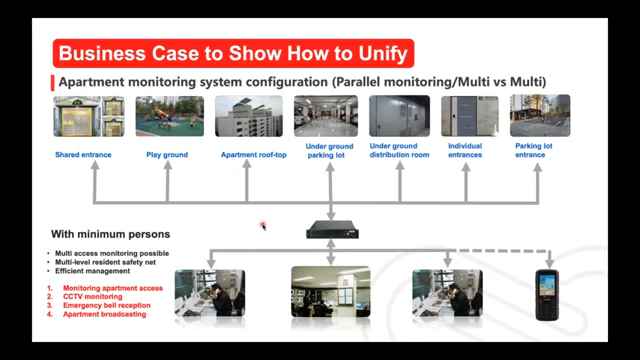 Business Case to Show How to Unify
Apartment monitoring system configuration (Parallel monitoring/Multi vs Multi)
Shared entrance
Play ground
Apartment roof-top
Under ground
parking lot
Under ground
distribution room
Individual
entrances
Parking lot
entrance
With minimum persons
• Multi access monitoring possible
• Multi-level resident safety net
• Efficient management
1. Monitoring apartment access
2. CCTV monitoring
3. Emergency bell reception
4. Apartment broadcasting